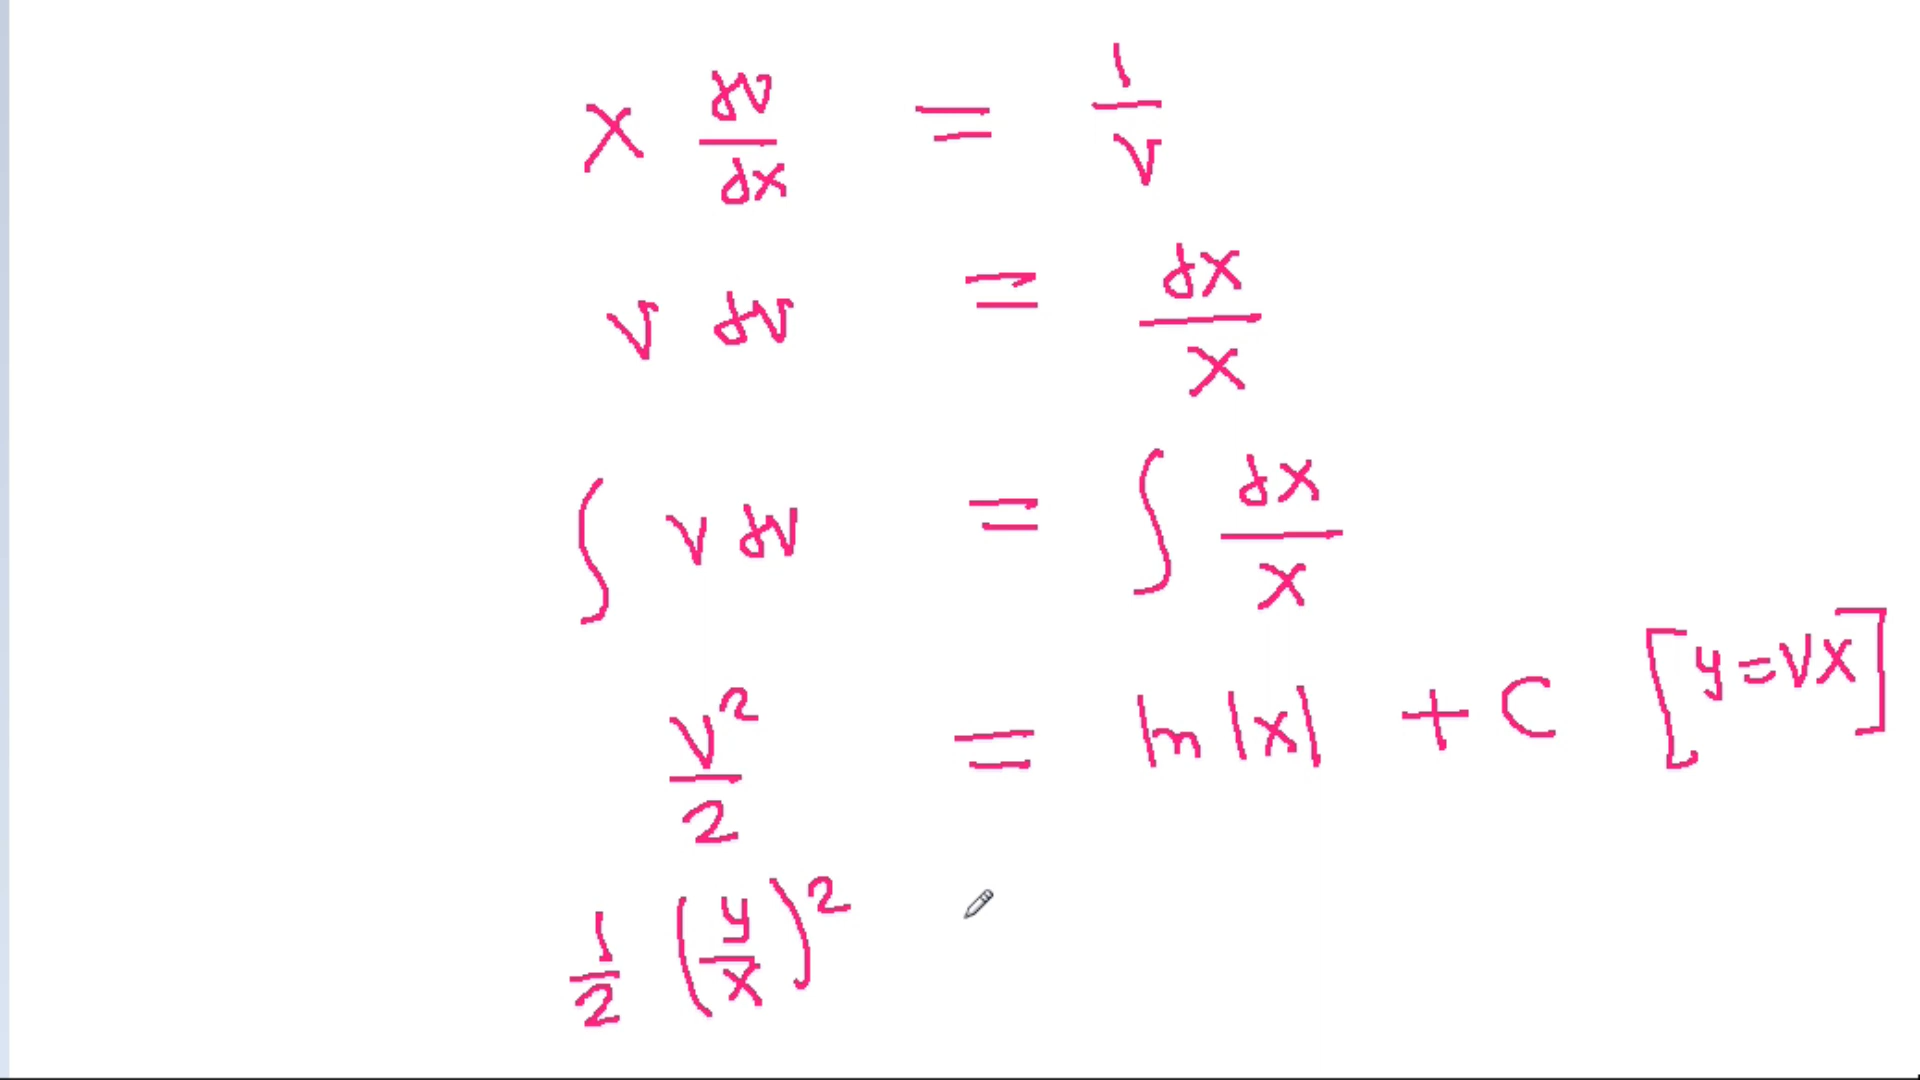 x dv/dx = 1/v
v dv = dx/x
∫ v dv = ∫ dx/x
v²/2 = ln|x| + C [y=vx]
1/2 (y/x)²